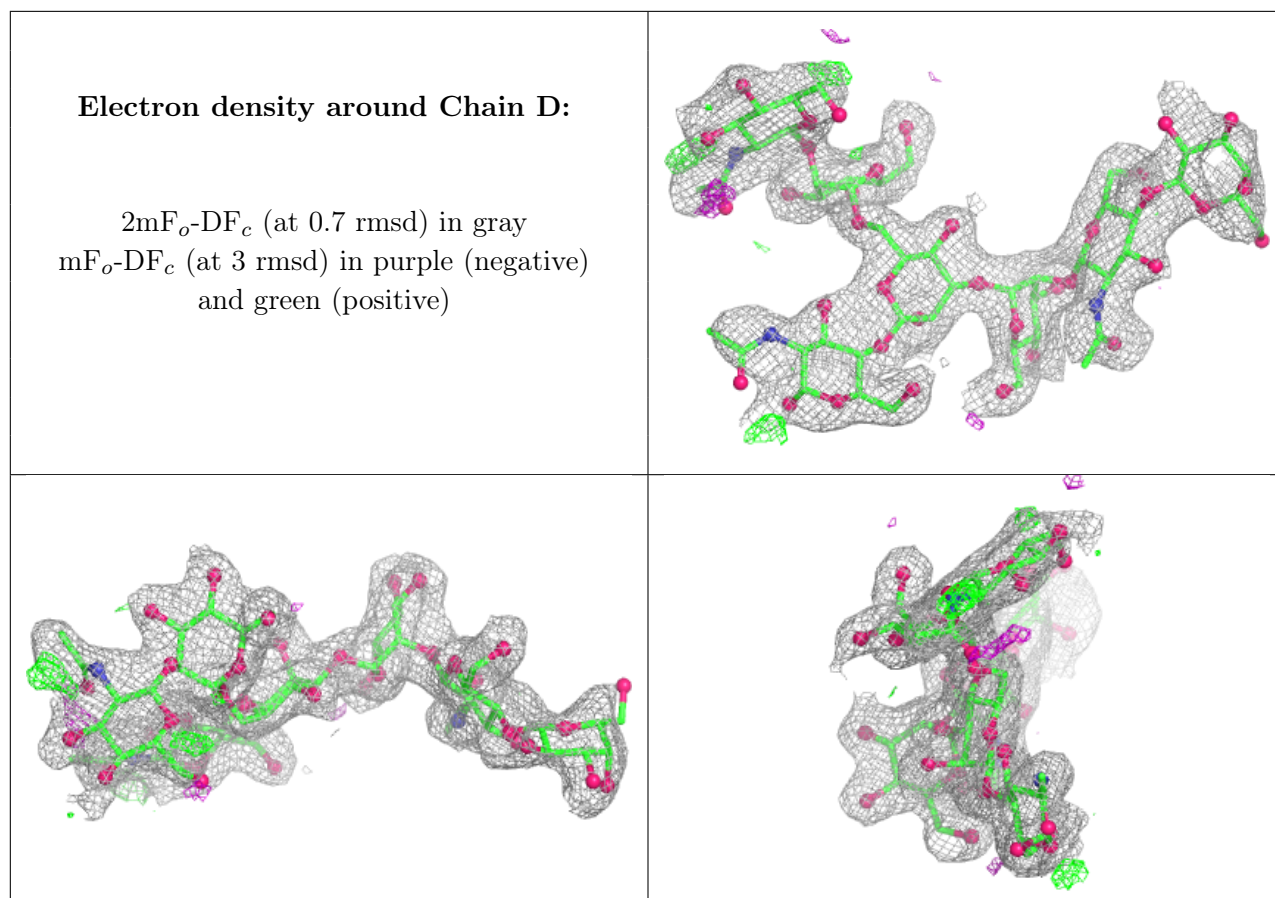 Electron density around Chain D:
2mFo-DFc (at 0.7 rmsd) in gray
mFo-DFc (at 3 rmsd) in purple (negative)
and green (positive)